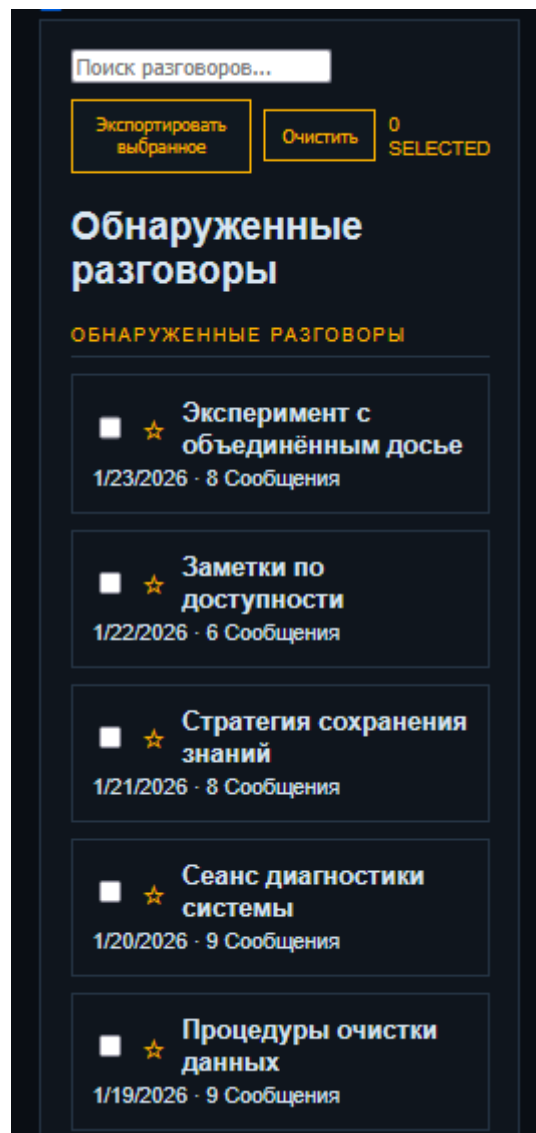 Поиск разговоров...
Экспортировать
выбранное
Очистить
0
SELECTED
Обнаруженные
разговоры
ОБНАРУЖЕННЫЕ РАЗГОВОРЫ
Эксперимент с
объединённым досье
1/23/2026 · 8 Сообщения
Заметки по
доступности
1/22/2026 · 6 Сообщения
Стратегия сохранения
знаний
1/21/2026 · 8 Сообщения
Сеанс диагностики
системы
1/20/2026 · 9 Сообщения
Процедуры очистки
данных
1/19/2026 · 9 Сообщения